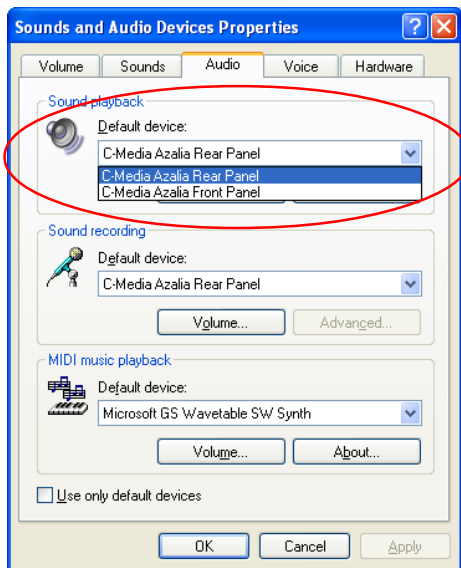 Sounds and Audio Devices Properties
Volume Sounds Audio Voice Hardware
Sound playback
Default device:
C-Media Azalia Rear Panel
C-Media Azalia Rear Panel
C-Media Azalia Front Panel
Sound recording
Default device:
C-Media Azalia Rear Panel
Volume... Advanced...
MIDI music playback
Default device:
Microsoft GS Wavetable SW Synth
Volume... About...
Use only default devices
OK Cancel Apply